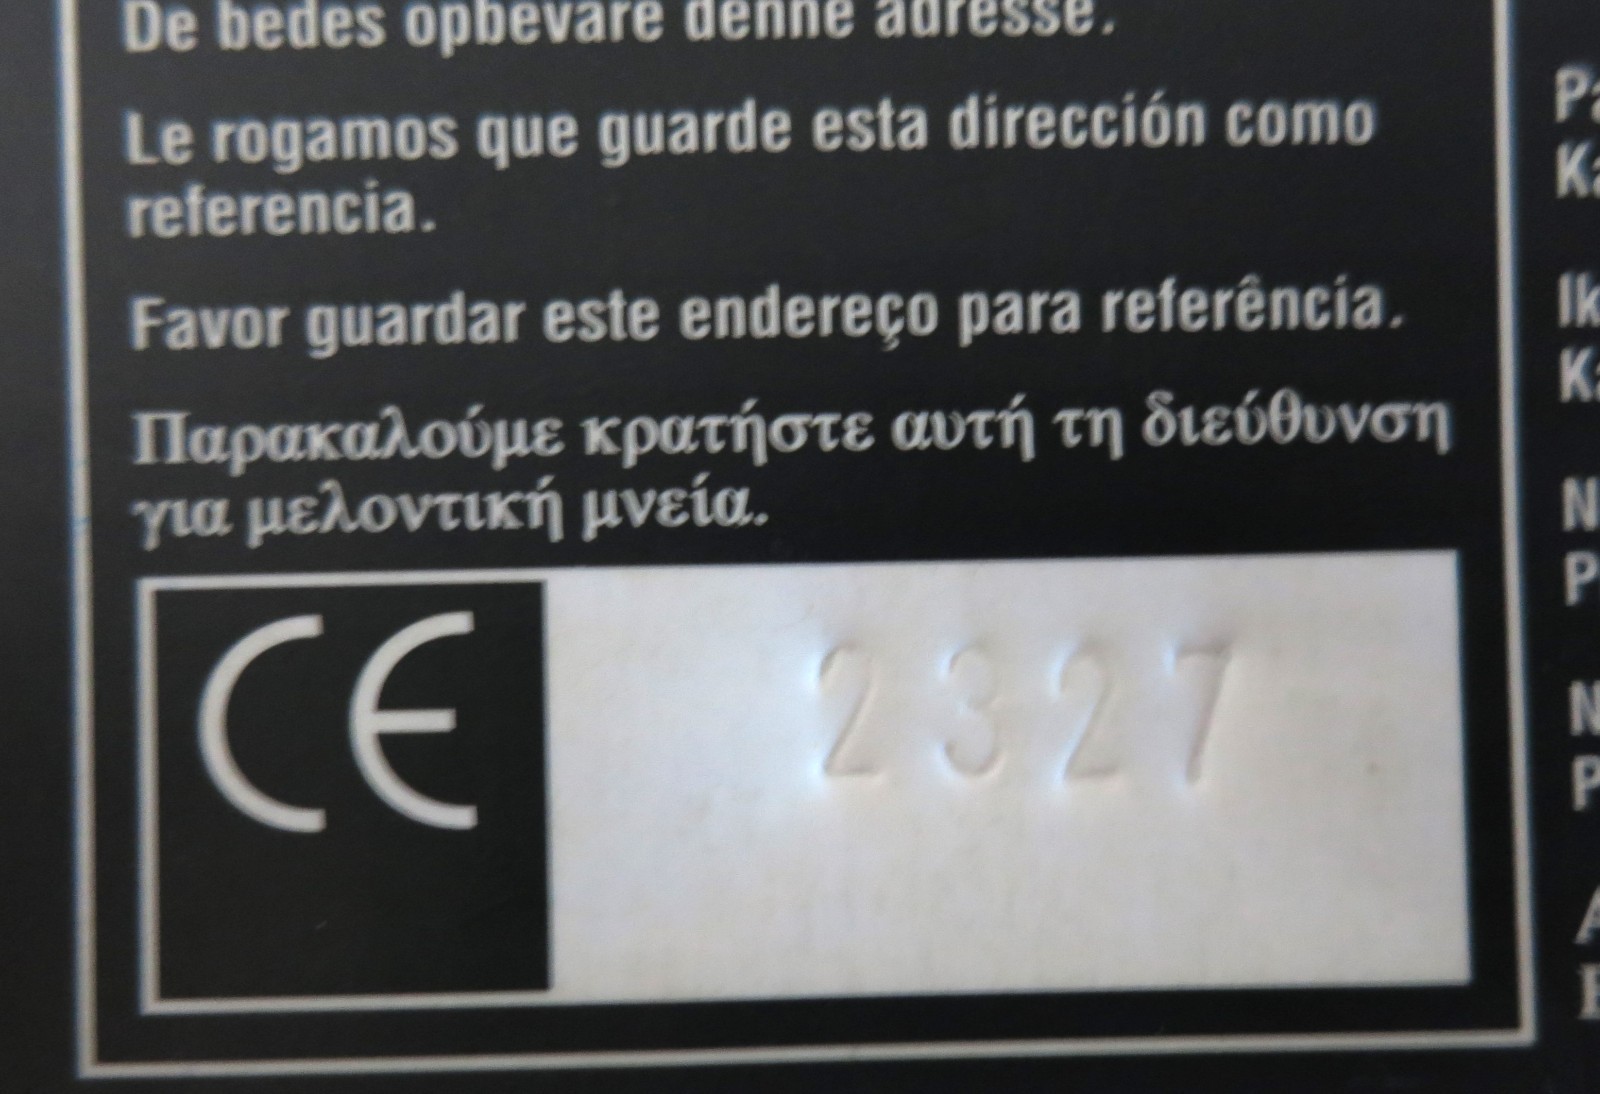 De bedes opbevare denne adresse.
Le rogamos que guarde esta dirección como
referencia.
Favor guardar este endereço para referência.
Παρακαλούμε κρατήστε αυτή τη διεύθυνση
για μελοντική μνεία.
CE
2327